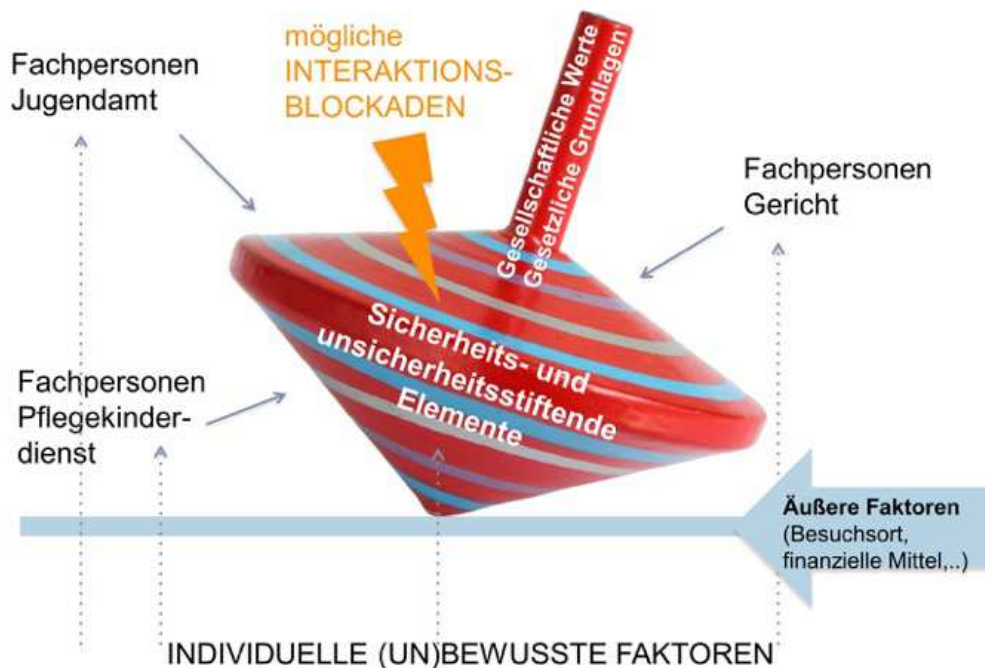 mögliche
INTERAKTIONS-
BLOCKADEN
Fachpersonen
Jugendamt
Gesellschaftliche Werte
Gesetzliche Grundlagen
Fachpersonen
Gericht
Sicherheits- und
unsicherheitsstiftende
Elemente
Fachpersonen
Pflegekinder-
dienst
Äußere Faktoren
(Besuchsort,
finanzielle Mittel,..)
INDIVIDUELLE (UN)BEWUSSTE FAKTOREN